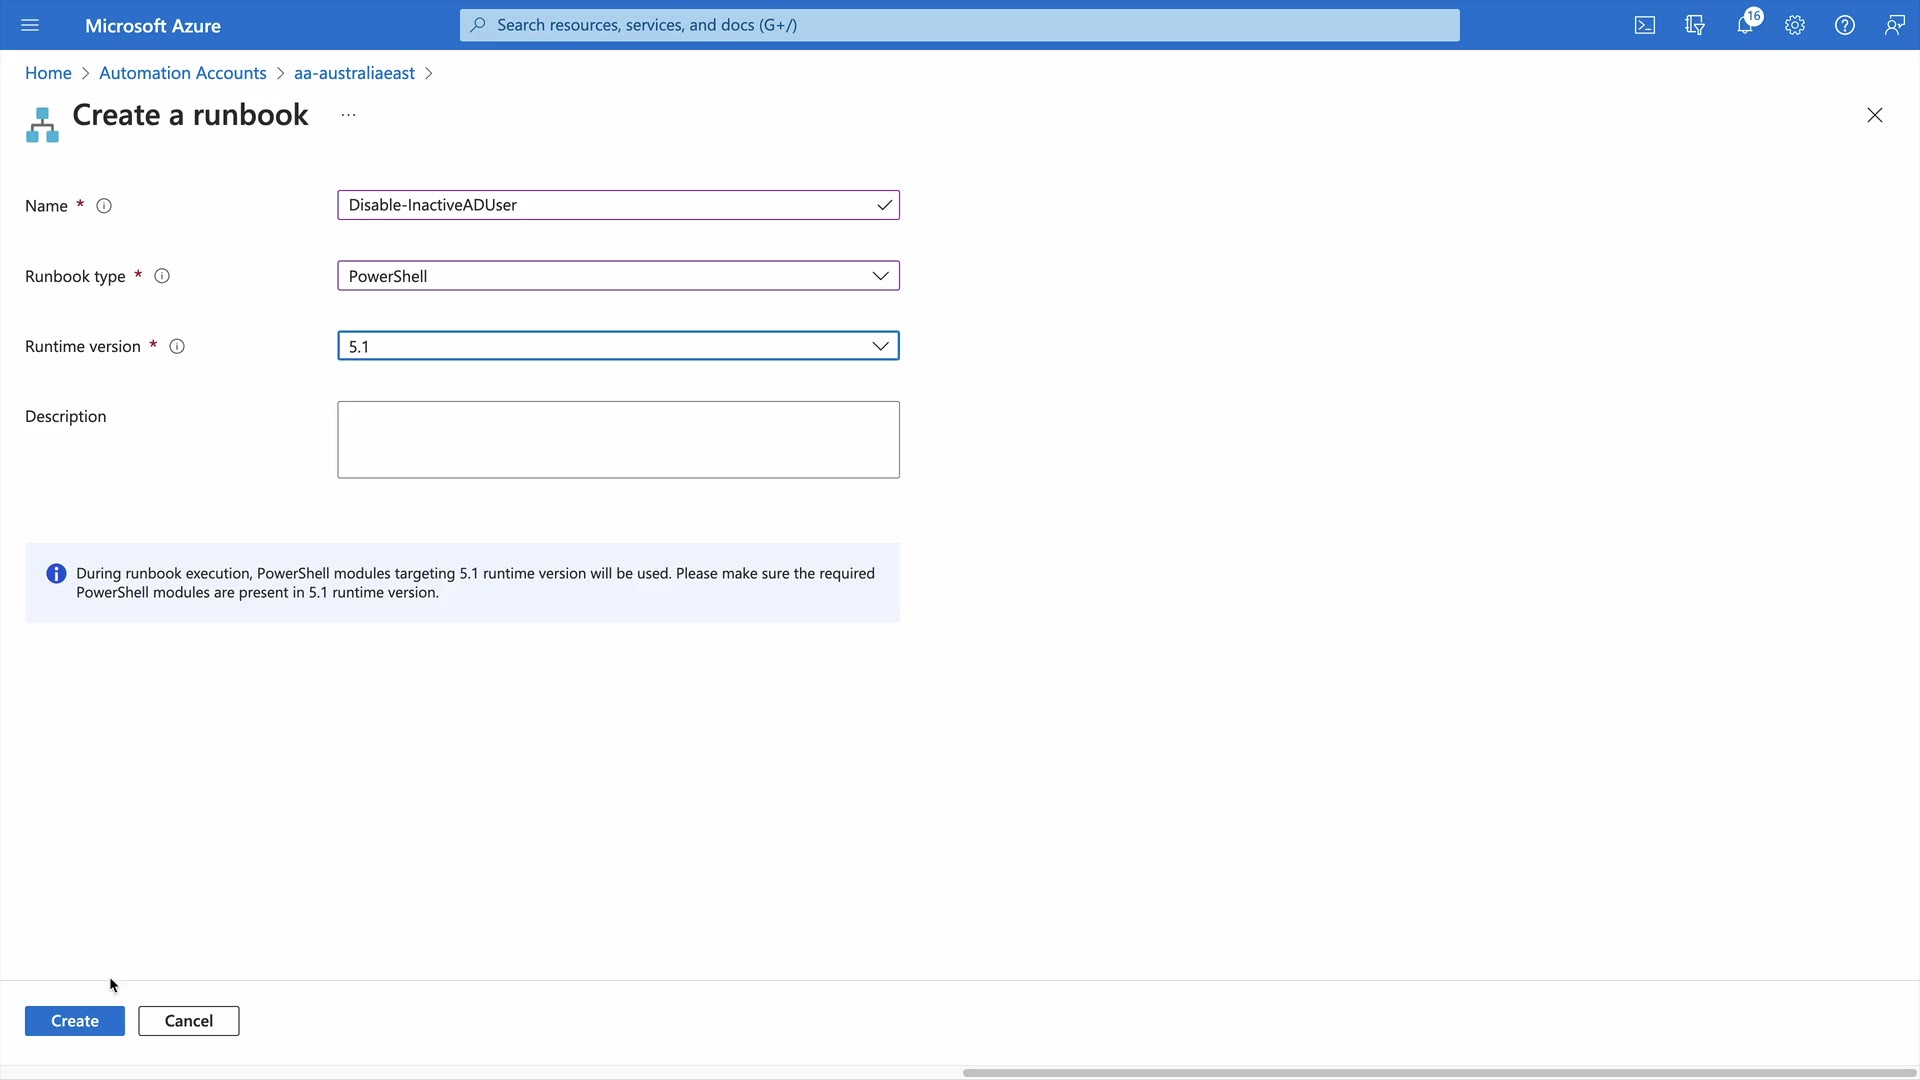 Microsoft Azure
Search resources, services, and docs (G+/)
16
Home > Automation Accounts > aa-australiaeast >
Create a runbook ...
Name *
Disable-InactiveADUser
Runbook type *
PowerShell
Runtime version *
5.1
Description
During runbook execution, PowerShell modules targeting 5.1 runtime version will be used. Please make sure the required
PowerShell modules are present in 5.1 runtime version.
Create
Cancel